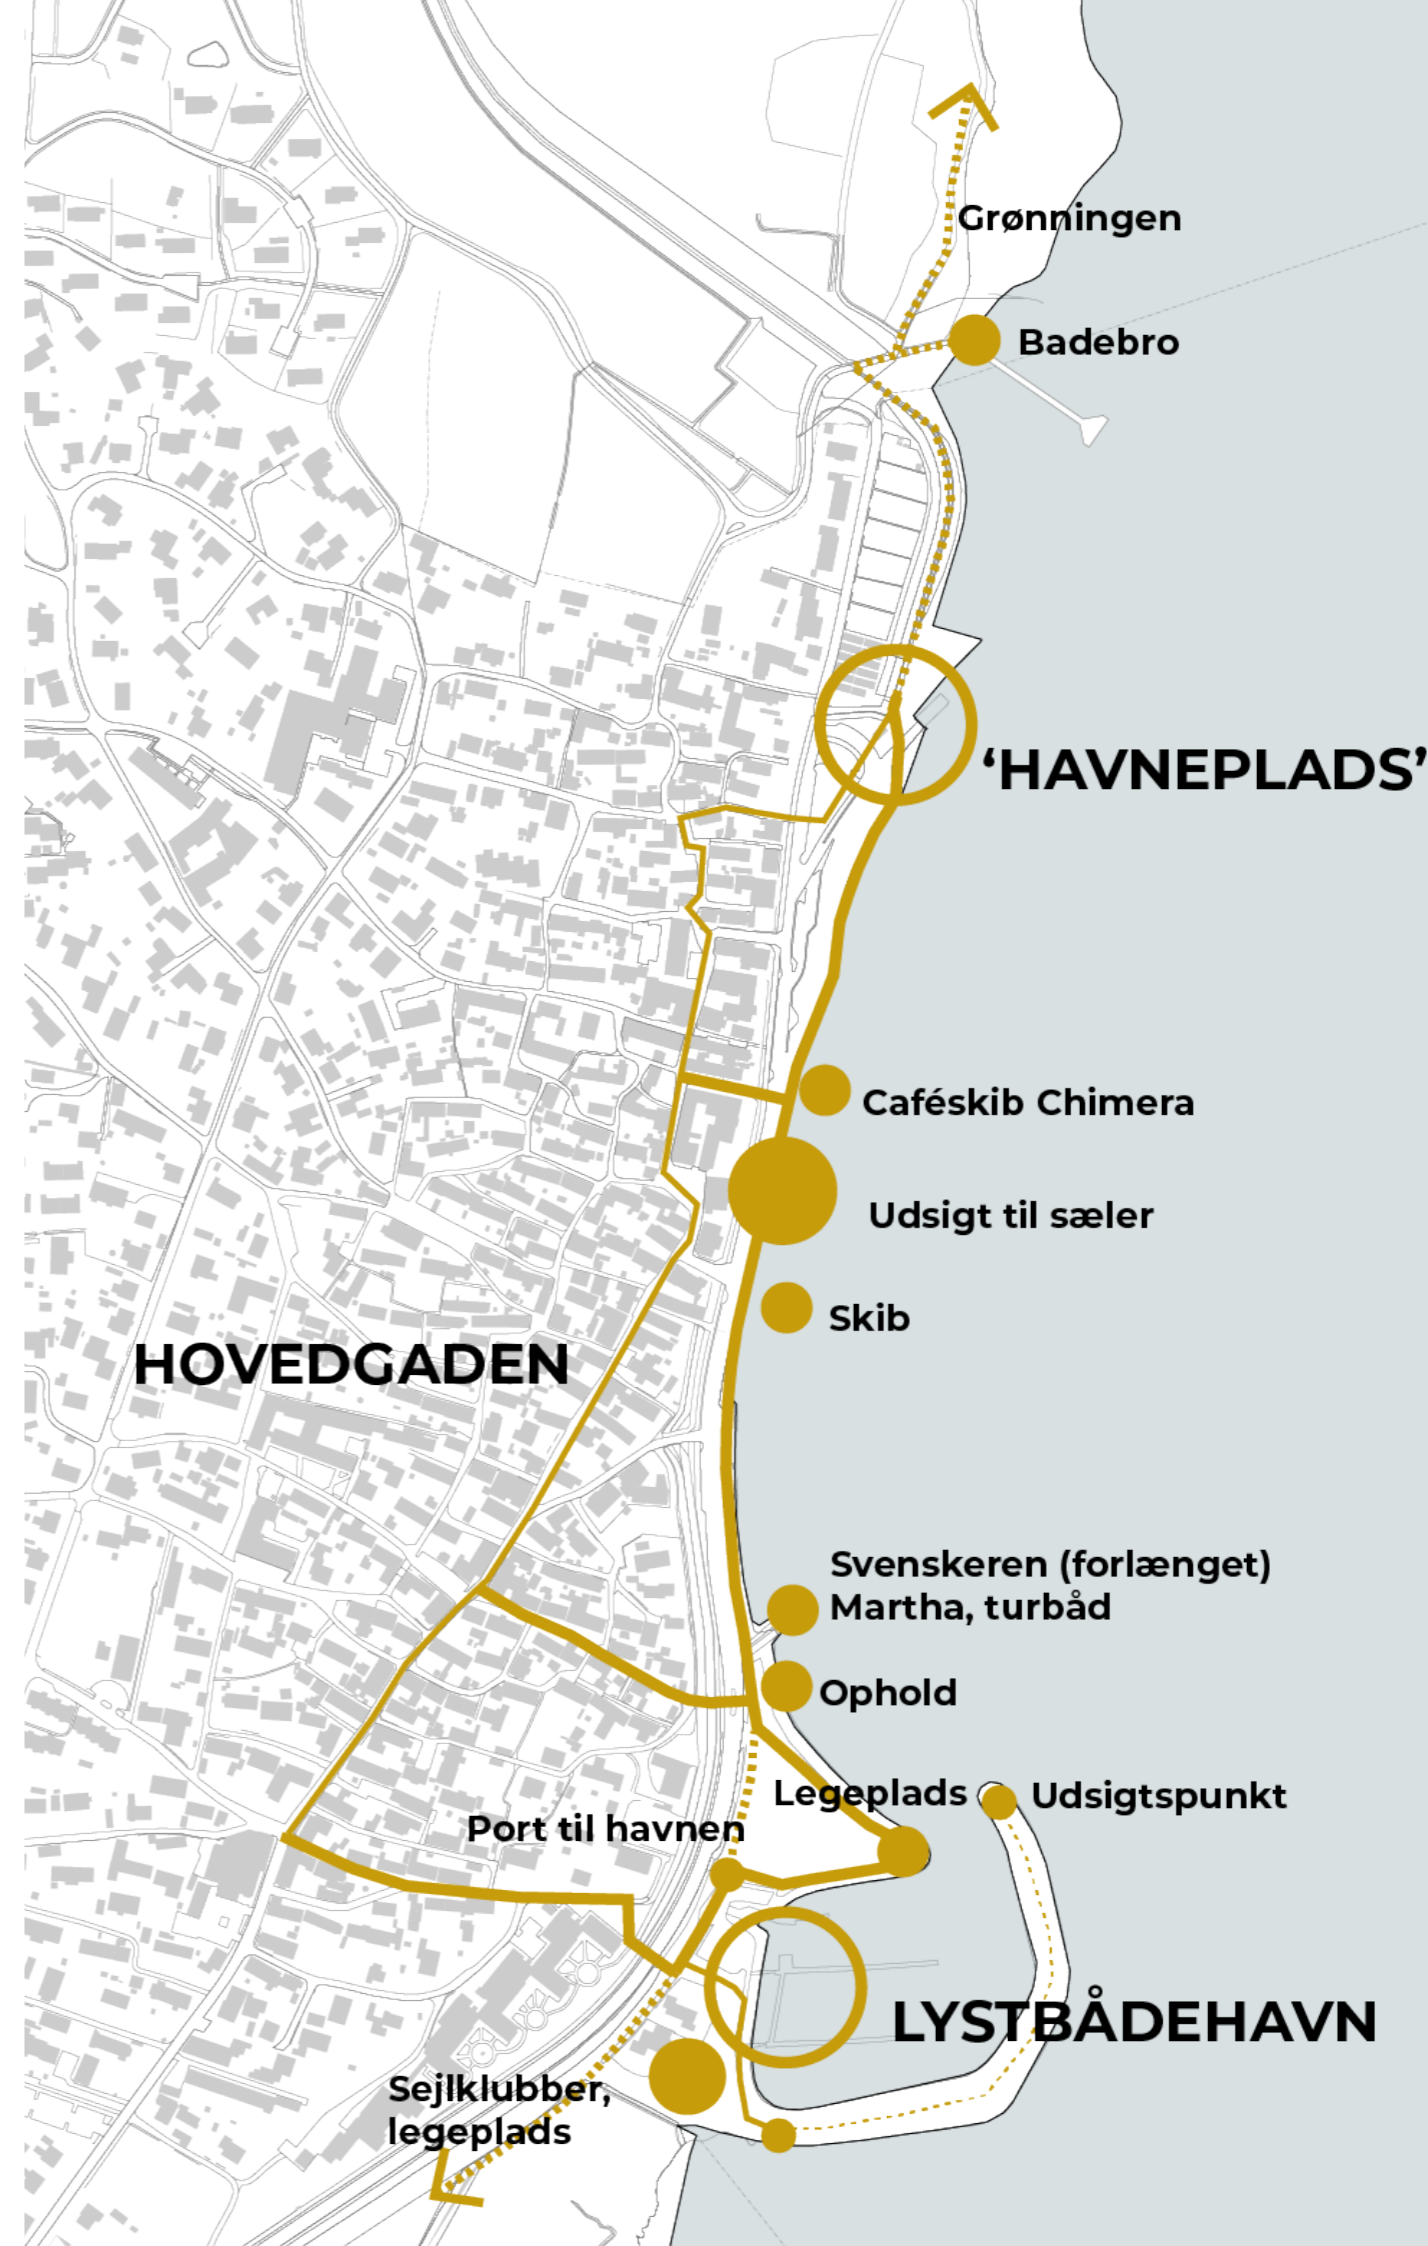 Grønningen
Badebro
‘HAVNEPLADS’
Caféskib Chimera
Udsigt til sæler
Skib
HOVEDGADEN
Svenskeren (forlænget)
Martha, turbåd
Ophold
Legeplads
Udsigtspunkt
Port til havnen
LYSTBÅDEHAVN
Sejlklubber,
legeplads